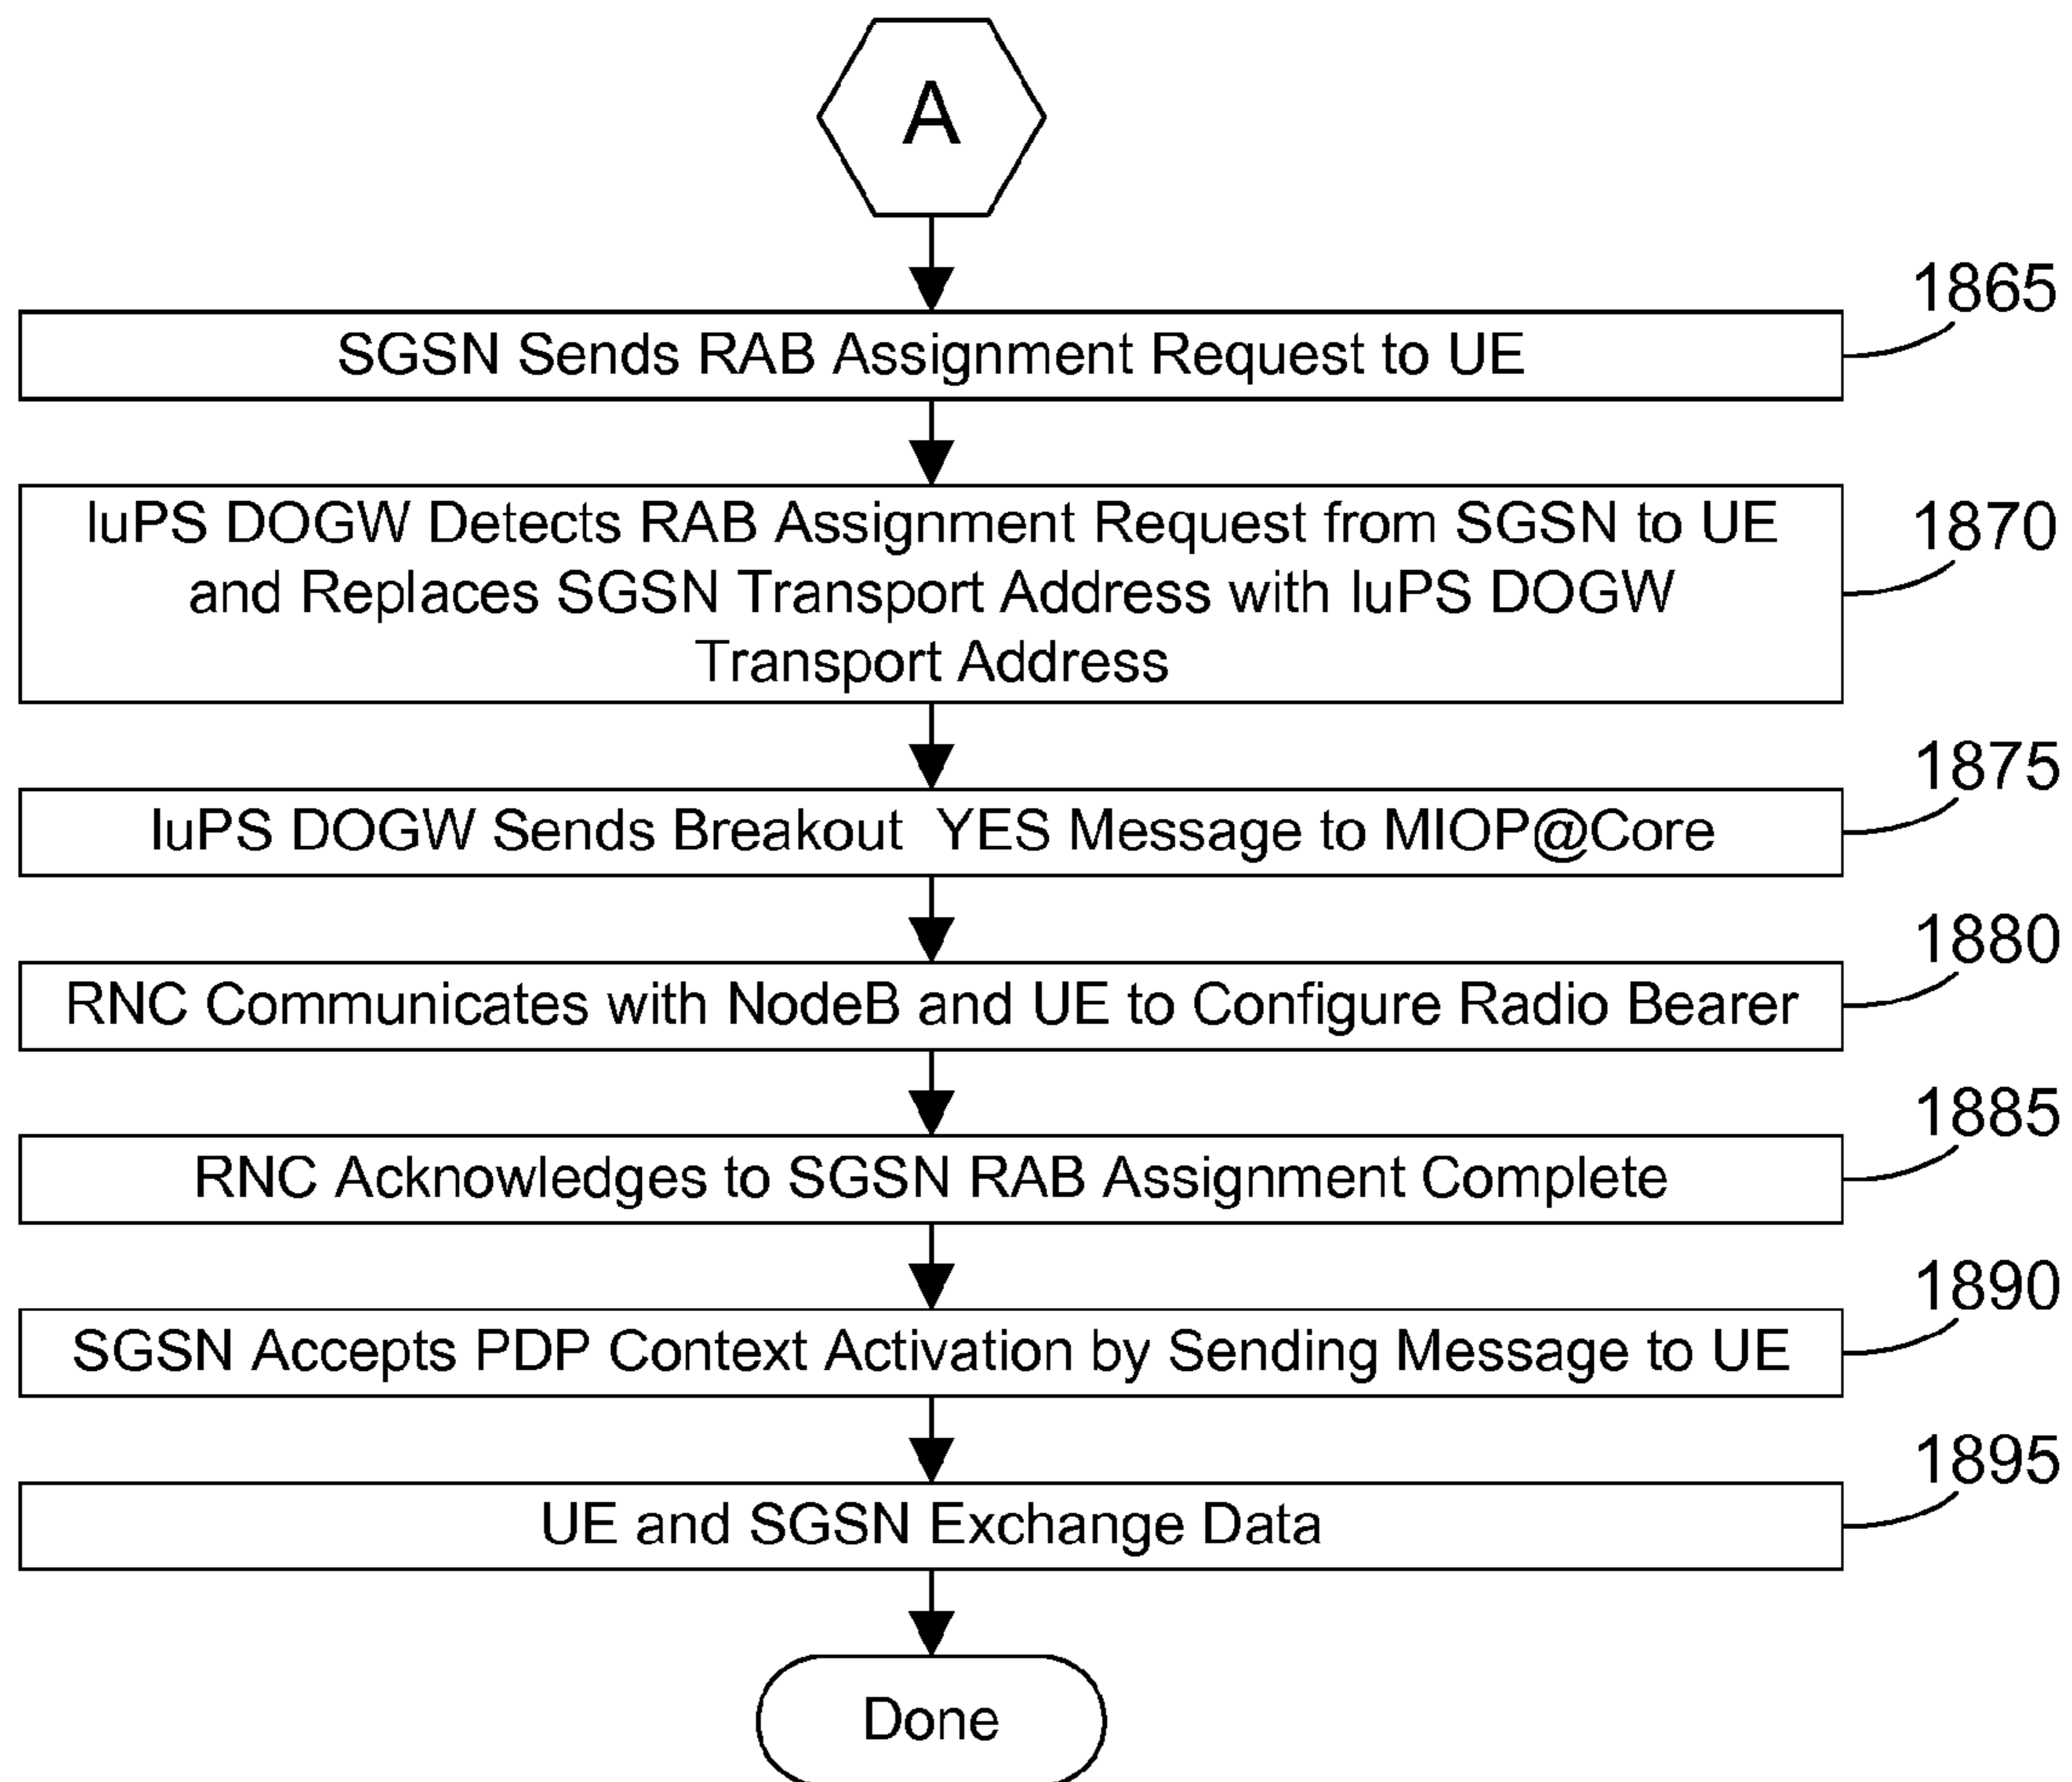 A
1865
SGSN Sends RAB Assignment Request to UE
IuPS DOGW Detects RAB Assignment Request from SGSN to UE
and Replaces SGSN Transport Address with IuPS DOGW
Transport Address
1870
1875
IuPS DOGW Sends Breakout YES Message to MIOP@Core
1880
RNC Communicates with NodeB and UE to Configure Radio Bearer
1885
RNC Acknowledges to SGSN RAB Assignment Complete
1890
SGSN Accepts PDP Context Activation by Sending Message to UE
1895
UE and SGSN Exchange Data
Done